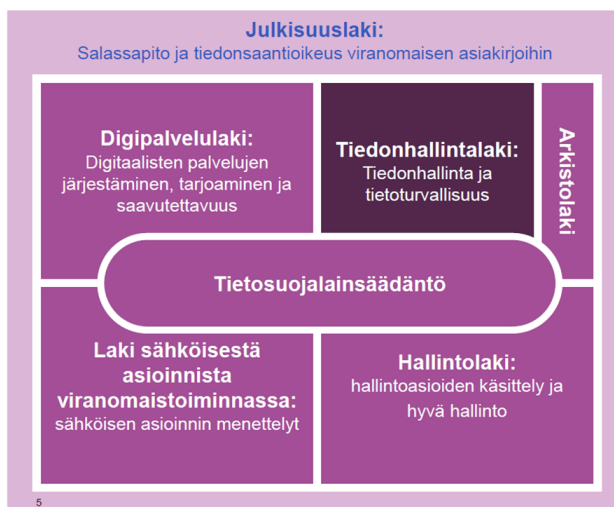 Julkisuuslaki:
Salassapito ja tiedonsaantioikeus viranomaisen asiakirjoihin
Digipalvelulaki:
Digitaalisten palvelujen
järjestäminen, tarjoaminen ja
saavutettavuus
Tiedonhallintalaki:
Tiedonhallinta ja
tietoturvallisuus
Arkistolaki
Tietosuojalainsäädäntö
Laki sähköisestä
asioinnista
viranomaistoiminnassa:
sähköisen asioinnin menettelyt
Hallintolaki:
hallintoasioiden käsittely ja
hyvä hallinto
5